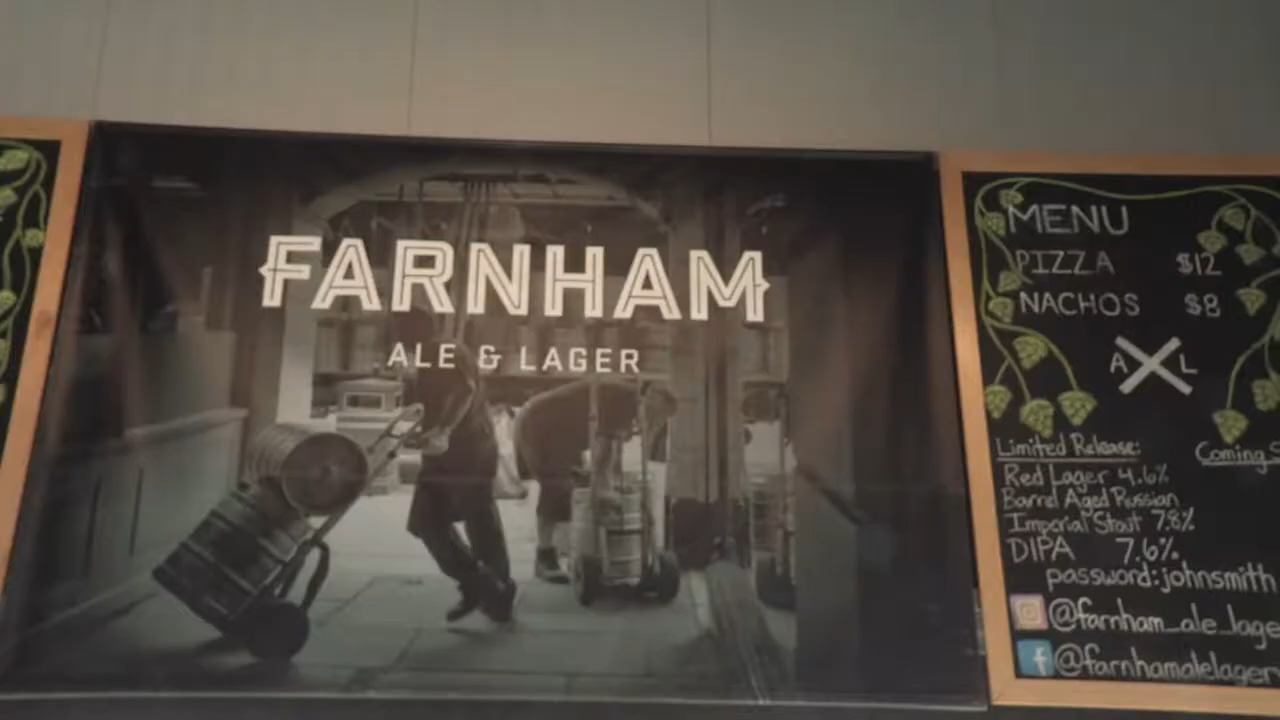 FARNHAM
ALE & LAGER
MENU
PIZZA $12
NACHOS $8
A L
Limited Release:
Coming
Red Lager 4.6%
Barrel Aged Russian
Imperial Stout 7.8%
DIPA 7.6%
password: johnsmith
@farnham_ale_lage
@farnhamalelager